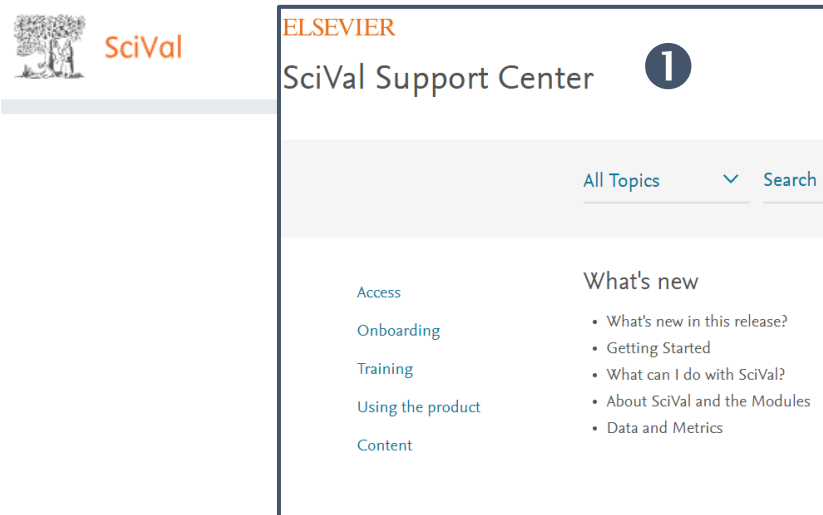 SciVal
ELSEVIER
SciVal Support Center
1
All Topics
Search
Access
Onboarding
Training
Using the product
Content
What's new
• What's new in this release?
• Getting Started
• What can I do with SciVal?
• About SciVal and the Modules
• Data and Metrics